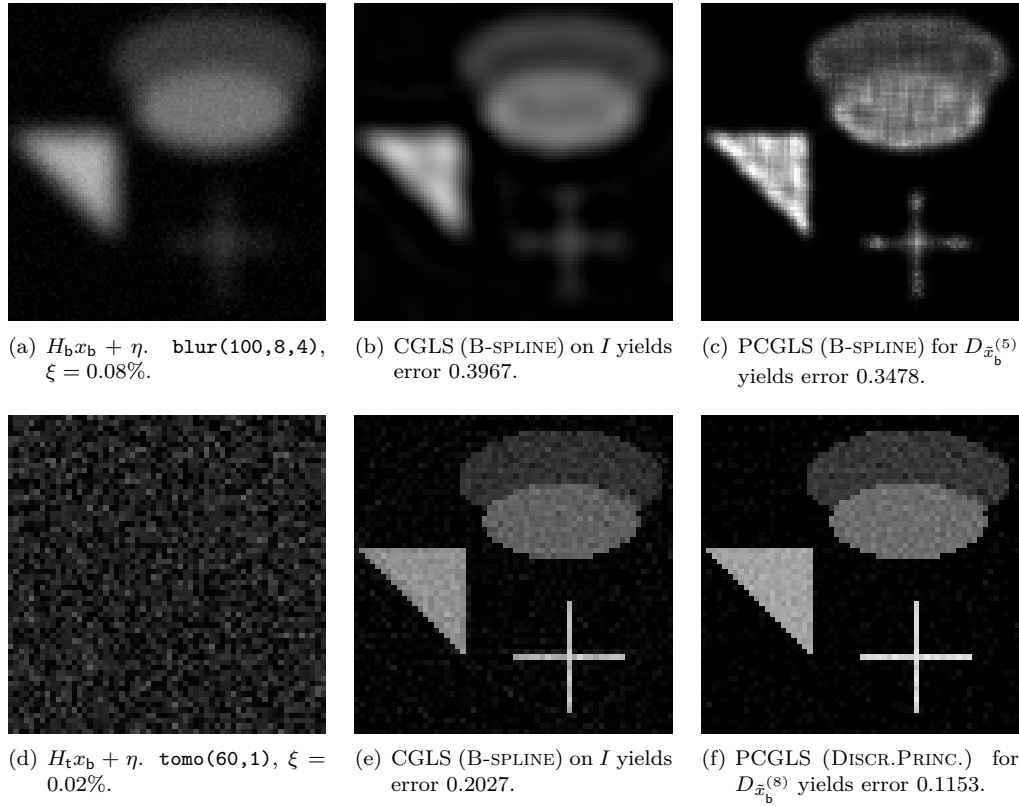 (a) H_b x_b + η. blur(100,8,4),
ξ = 0.08%.
(b) CGLS (B-SPLINE) on I yields
error 0.3967.
(c) PCGLS (B-SPLINE) for D_{x̃_b^{(5)}}
yields error 0.3478.
(d) H_t x_b + η. tomo(60,1), ξ =
0.02%.
(e) CGLS (B-SPLINE) on I yields
error 0.2027.
(f) PCGLS (DISCR.PRINC.) for
D_{x̃_b^{(8)}} yields error 0.1153.